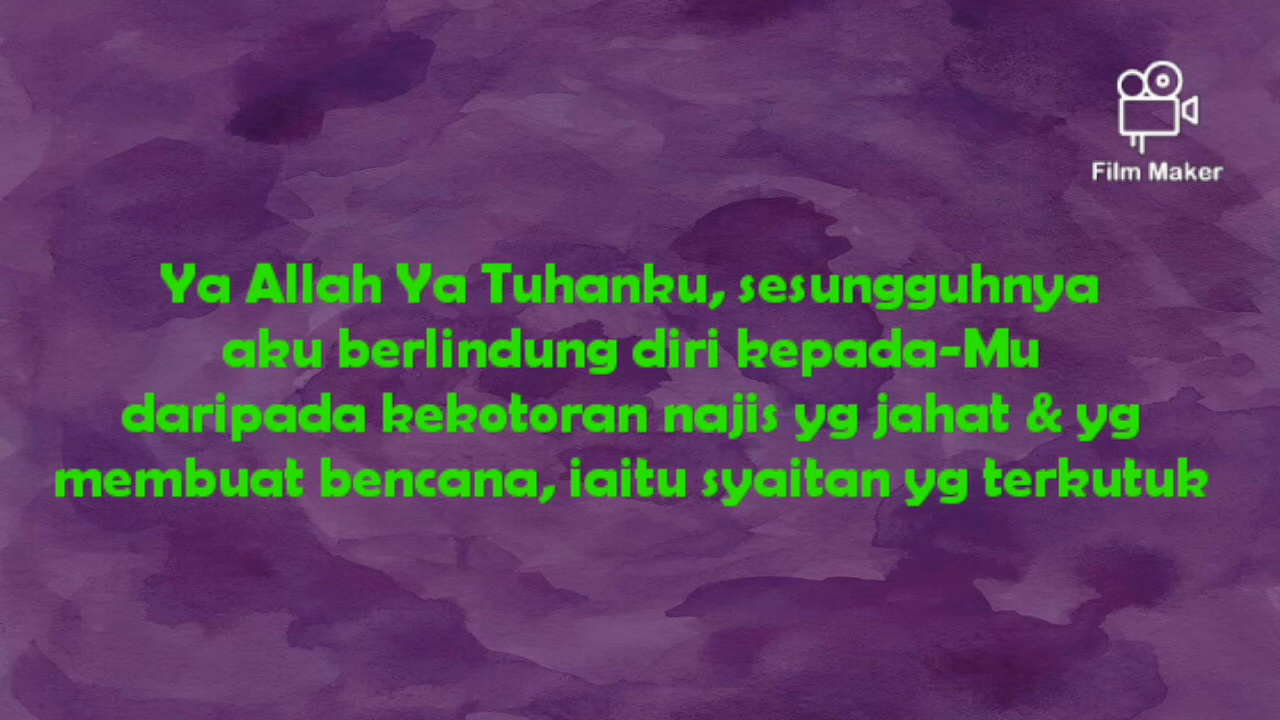 Film Maker
Ya Allah Ya Tuhanku, sesungguhnya
aku berlindung diri kepada-Mu
daripada kekotoran najis yg jahat & yg
membuat bencana, iaitu syaitan yg terkutuk